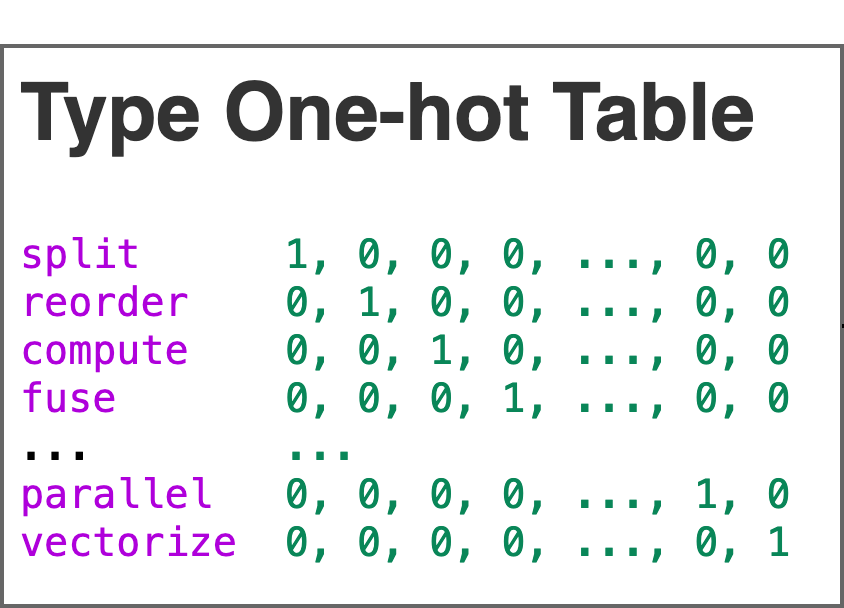 Type One-hot Table
split 1, 0, 0, 0, ..., 0, 0
reorder 0, 1, 0, 0, ..., 0, 0
compute 0, 0, 1, 0, ..., 0, 0
fuse 0, 0, 0, 1, ..., 0, 0
... ...
parallel 0, 0, 0, 0, ..., 1, 0
vectorize 0, 0, 0, 0, ..., 0, 1